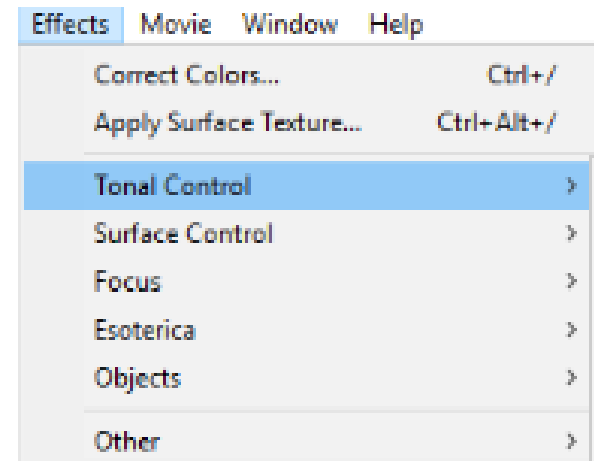 Effects Movie Window Help
Correct Colors... Ctrl+/
Apply Surface Texture... Ctrl+Alt+/
Tonal Control >
Surface Control >
Focus >
Esoterica >
Objects >
Other >